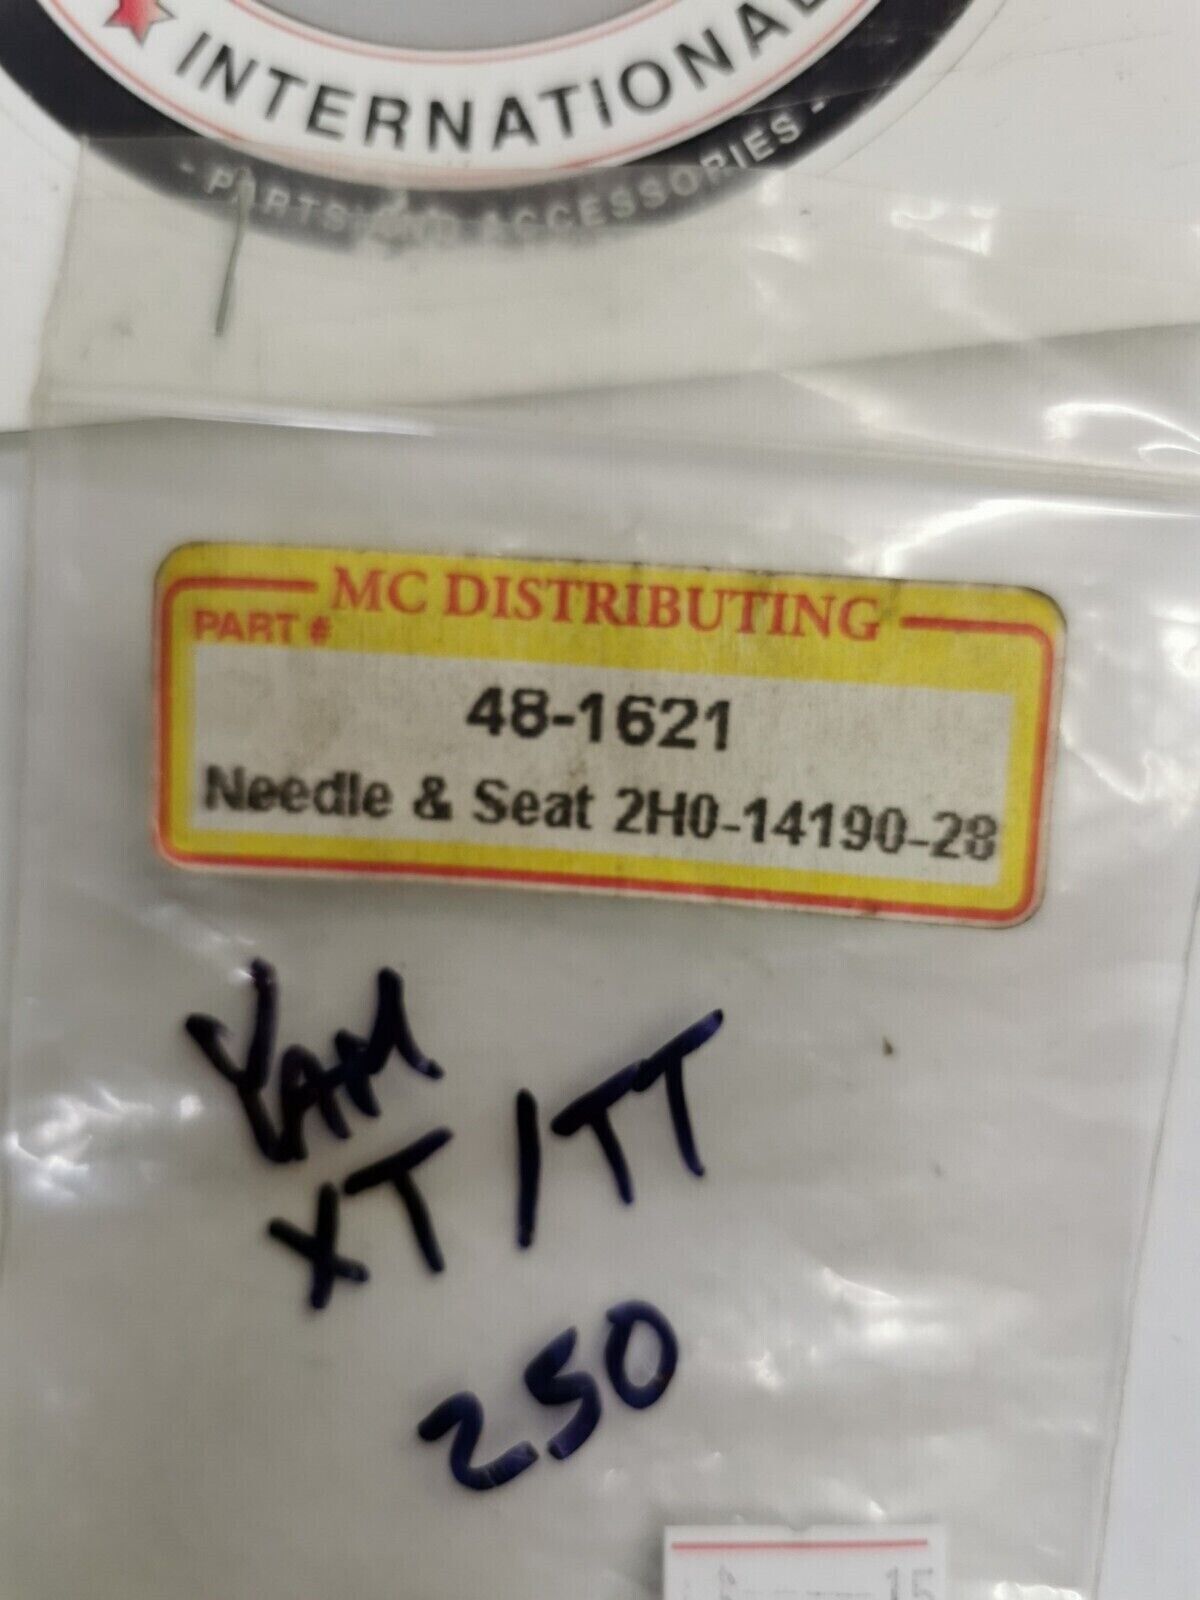 INTERNATIONAL
- PARTS AND ACCESSORIES -
MC DISTRIBUTING
PART #
48-1621
Needle & Seat 2H0-14190-28
YAM
XT/TT
250
15